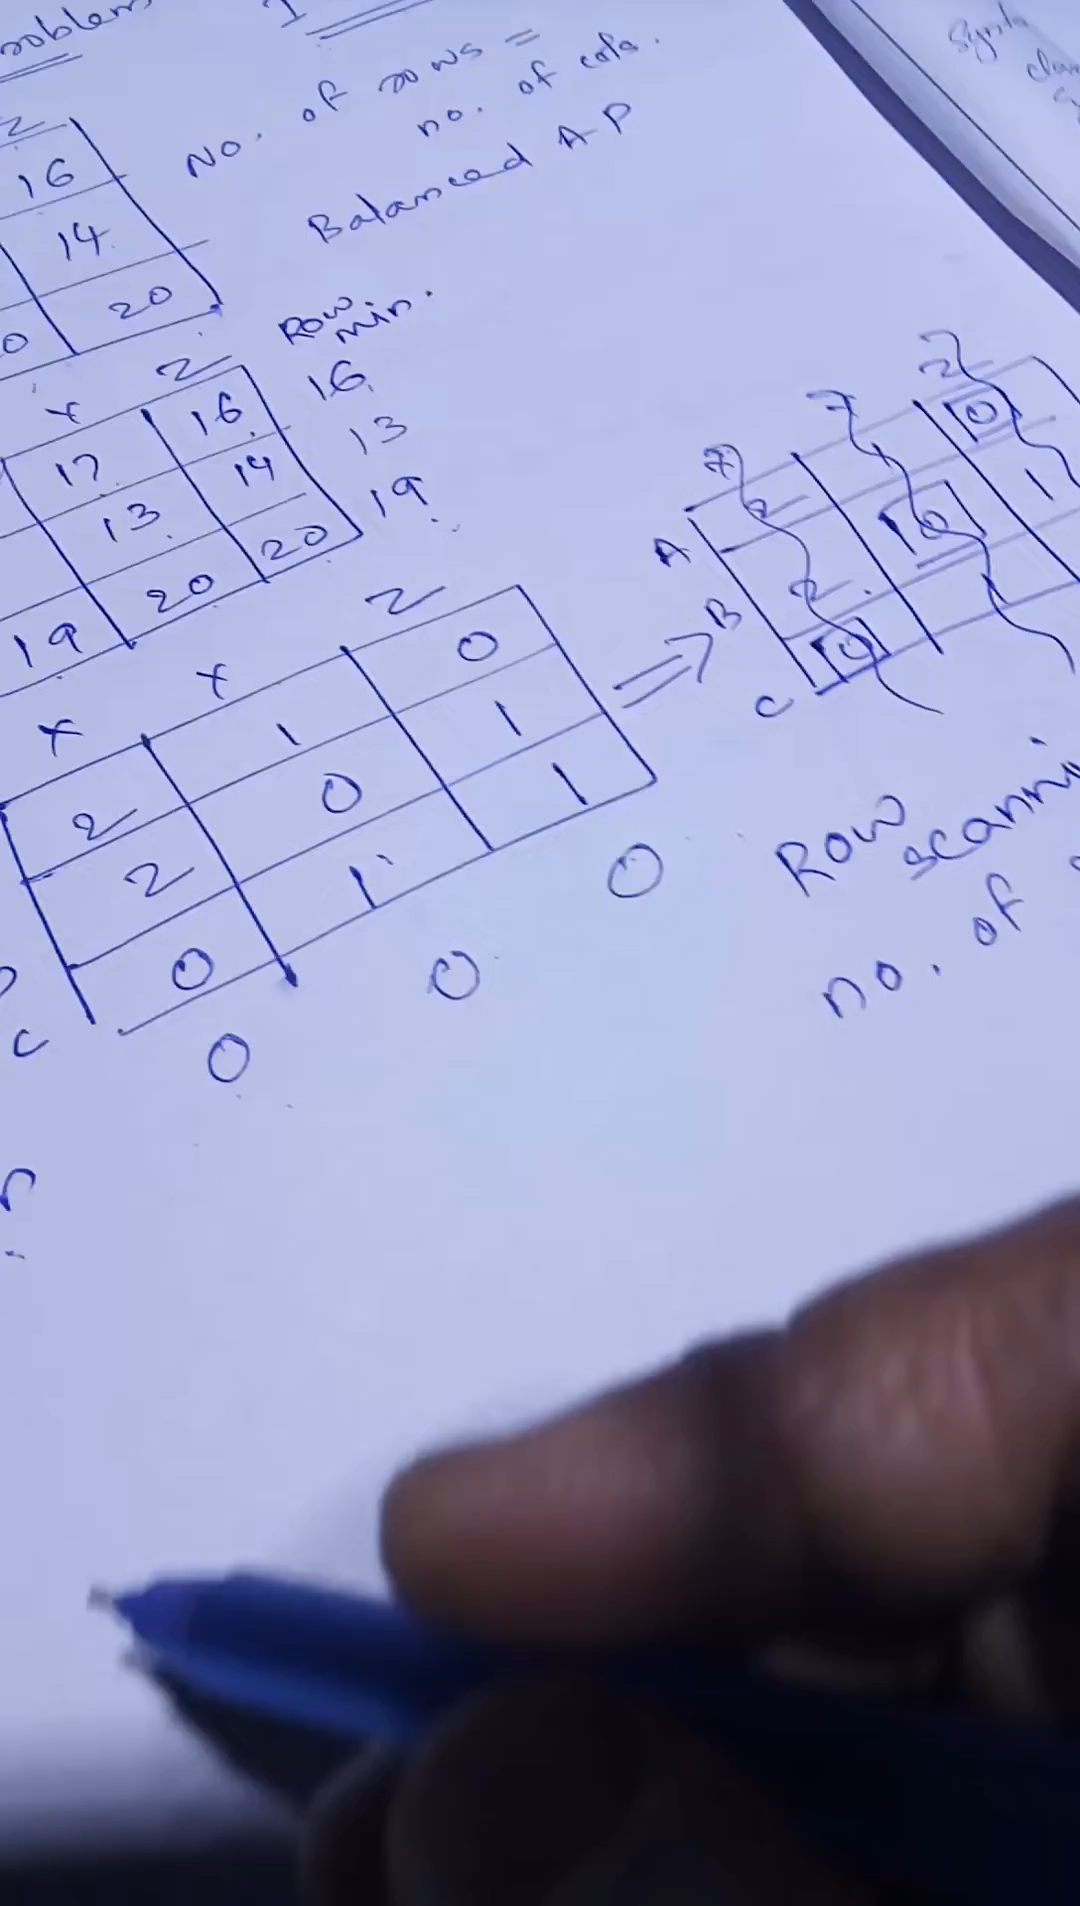 No. of rows =
no. of cols.
Balanced A-P
Z
16
14
20
Row
min.
Y Z
17 16 16
13 14 13
19 20 20 19
X Y Z
2 1 0
2 0 1
C 0 1 1
0 0 0
⇒
A 2 0
B 2 0 1
C 0
Row
no. of